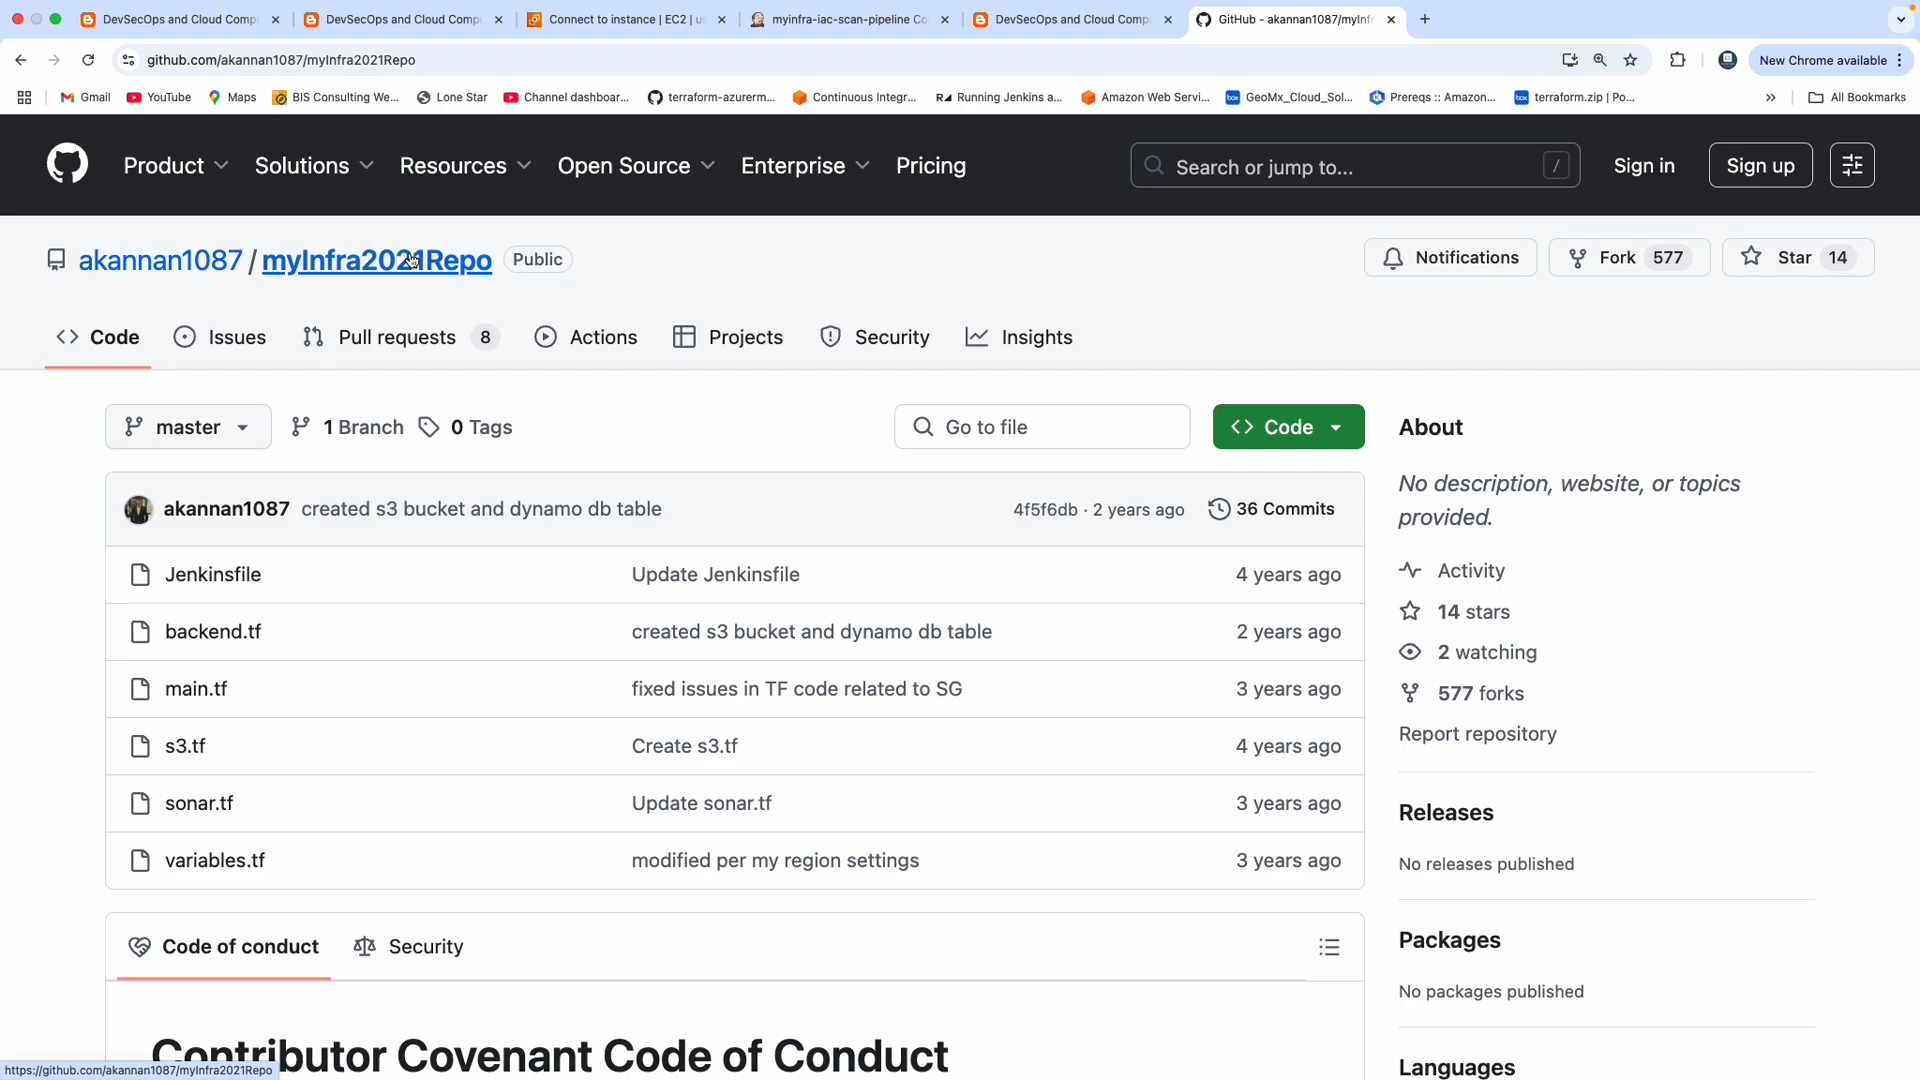 DevSecOps and Cloud Compu
DevSecOps and Cloud Compu
Connect to instance | EC2 | us
myinfra-iac-scan-pipeline Co
DevSecOps and Cloud Compu
GitHub - akannan1087/myInfr
github.com/akannan1087/myInfra2021Repo
New Chrome available
Gmail
YouTube
Maps
BIS Consulting We...
Lone Star
Channel dashboar...
terraform-azurerm...
Continuous Integr...
Running Jenkins a...
Amazon Web Servi...
GeoMx_Cloud_Sol...
Prereqs :: Amazon...
terraform.zip | Po...
All Bookmarks
Product
Solutions
Resources
Open Source
Enterprise
Pricing
Search or jump to...
/
Sign in
Sign up
akannan1087 / myInfra2021Repo
Public
Notifications
Fork 577
Star 14
Code
Issues
Pull requests 8
Actions
Projects
Security
Insights
master
1 Branch
0 Tags
Go to file
Code
akannan1087 created s3 bucket and dynamo db table
4f5f6db · 2 years ago
36 Commits
Jenkinsfile
Update Jenkinsfile
4 years ago
backend.tf
created s3 bucket and dynamo db table
2 years ago
main.tf
fixed issues in TF code related to SG
3 years ago
s3.tf
Create s3.tf
4 years ago
sonar.tf
Update sonar.tf
3 years ago
variables.tf
modified per my region settings
3 years ago
Code of conduct
Security
Contributor Covenant Code of Conduct
About
No description, website, or topics
provided.
Activity
14 stars
2 watching
577 forks
Report repository
Releases
No releases published
Packages
No packages published
Languages
https://github.com/akannan1087/myInfra2021Repo